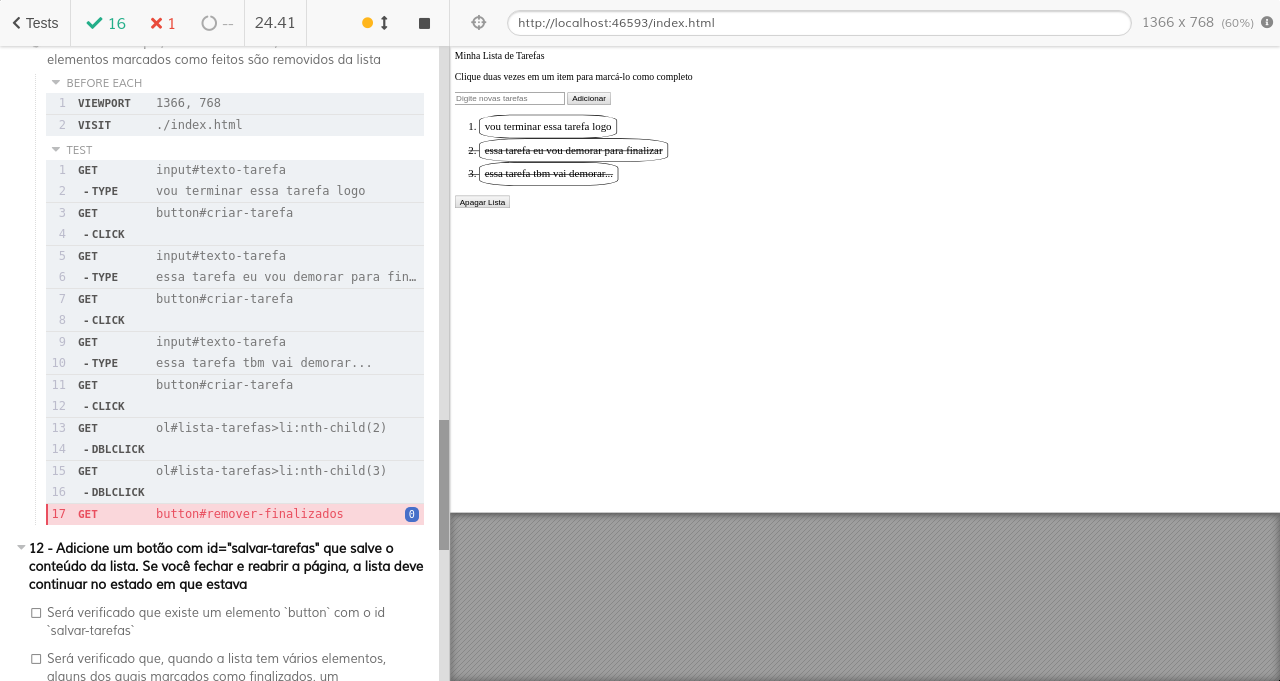 Tests 16 1 -- 24.41 http://localhost:46593/index.html 1366 x 768 (60%)
elementos marcados como feitos são removidos da lista
BEFORE EACH
1 VIEWPORT 1366, 768
2 VISIT ./index.html
TEST
1 GET input#texto-tarefa
2 -TYPE vou terminar essa tarefa logo
3 GET button#criar-tarefa
4 -CLICK
5 GET input#texto-tarefa
6 -TYPE essa tarefa eu vou demorar para fin…
7 GET button#criar-tarefa
8 -CLICK
9 GET input#texto-tarefa
10 -TYPE essa tarefa tbm vai demorar...
11 GET button#criar-tarefa
12 -CLICK
13 GET ol#lista-tarefas>li:nth-child(2)
14 -DBLCLICK
15 GET ol#lista-tarefas>li:nth-child(3)
16 -DBLCLICK
17 GET button#remover-finalizados 0
12 - Adicione um botão com id="salvar-tarefas" que salve o
conteúdo da lista. Se você fechar e reabrir a página, a lista deve
continuar no estado em que estava
Será verificado que existe um elemento `button` com o id
`salvar-tarefas`
Será verificado que, quando a lista tem vários elementos,
alguns dos quais marcados como finalizados, um
Minha Lista de Tarefas
Clique duas vezes em um item para marcá-lo como completo
Digite novas tarefas Adicionar
1. vou terminar essa tarefa logo
2. essa tarefa eu vou demorar para finalizar
3. essa tarefa tbm vai demorar...
Apagar Lista